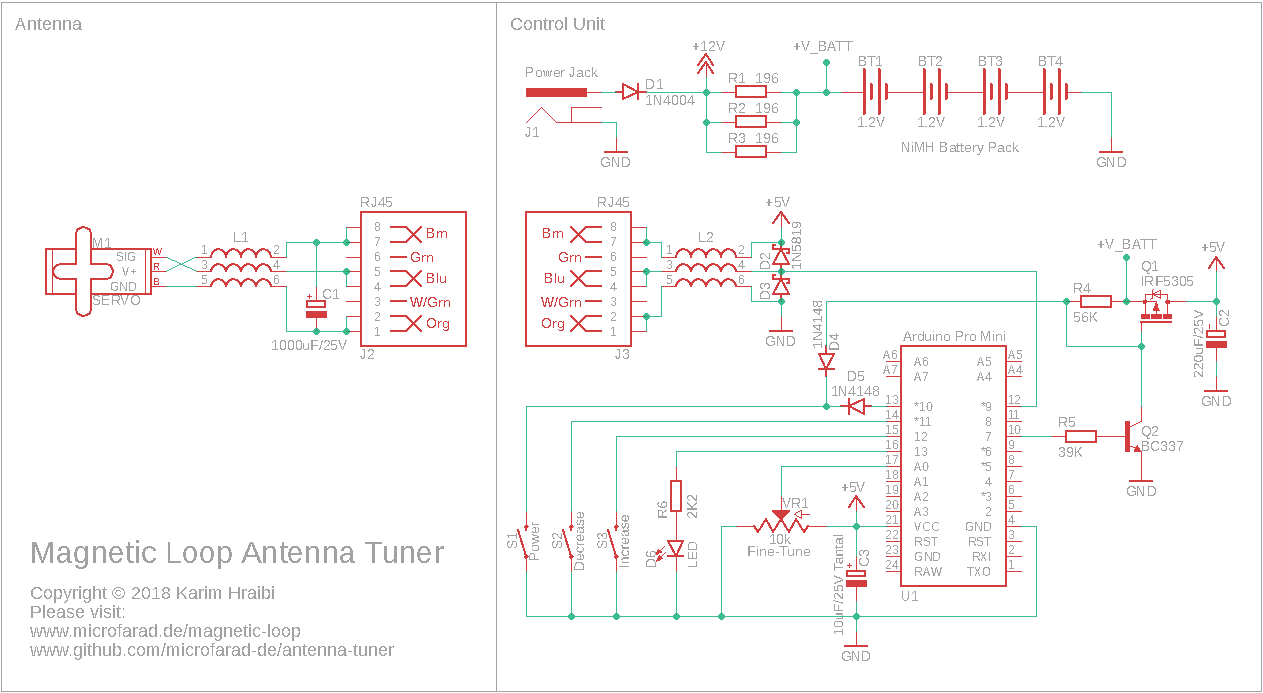 Antenna
M1
SIG
V+
GND
SERVO
W
R
B
L1
1
3
5
2
4
6
C1
+
1000uF/25V
RJ45
8
7
6
5
4
3
2
1
Brn
Grn
Blu
W/Grn
Org
J2
Magnetic Loop Antenna Tuner
Copyright © 2018 Karim Hraibi
Please visit:
www.microfarad.de/magnetic-loop
www.github.com/microfarad-de/antenna-tuner
Control Unit
Power Jack
J1
GND
D1
1N4004
+12V
R1 196
R2 196
R3 196
+V_BATT
BT1
BT2
BT3
BT4
1.2V
1.2V
1.2V
1.2V
NiMH Battery Pack
GND
RJ45
Brn
Grn
Blu
W/Grn
Org
8
7
6
5
4
3
2
1
J3
L2
1
3
5
2
4
6
+5V
D2
1N5819
D3
GND
1N4148
D4
D5
1N4148
Arduino Pro Mini
A6
A7
13
14
15
16
17
18
19
20
21
22
23
24
A6
A7
*10
*11
12
13
A0
A1
A2
A3
VCC
RST
GND
RAW
A5
A4
*9
8
7
*6
*5
4
*3
2
GND
RST
RXI
TXO
A5
A4
12
11
10
9
8
7
6
5
4
3
2
1
U1
+V_BATT
+5V
Q1
IRF5305
R4
56K
C2
220uF/25V
GND
R5
39K
Q2
BC337
GND
S1
Power
S2
Decrease
S3
Increase
R6
2K2
D6
LED
VR1
10k
Fine-Tune
+5V
+
C3
10uF/25V Tantal
GND